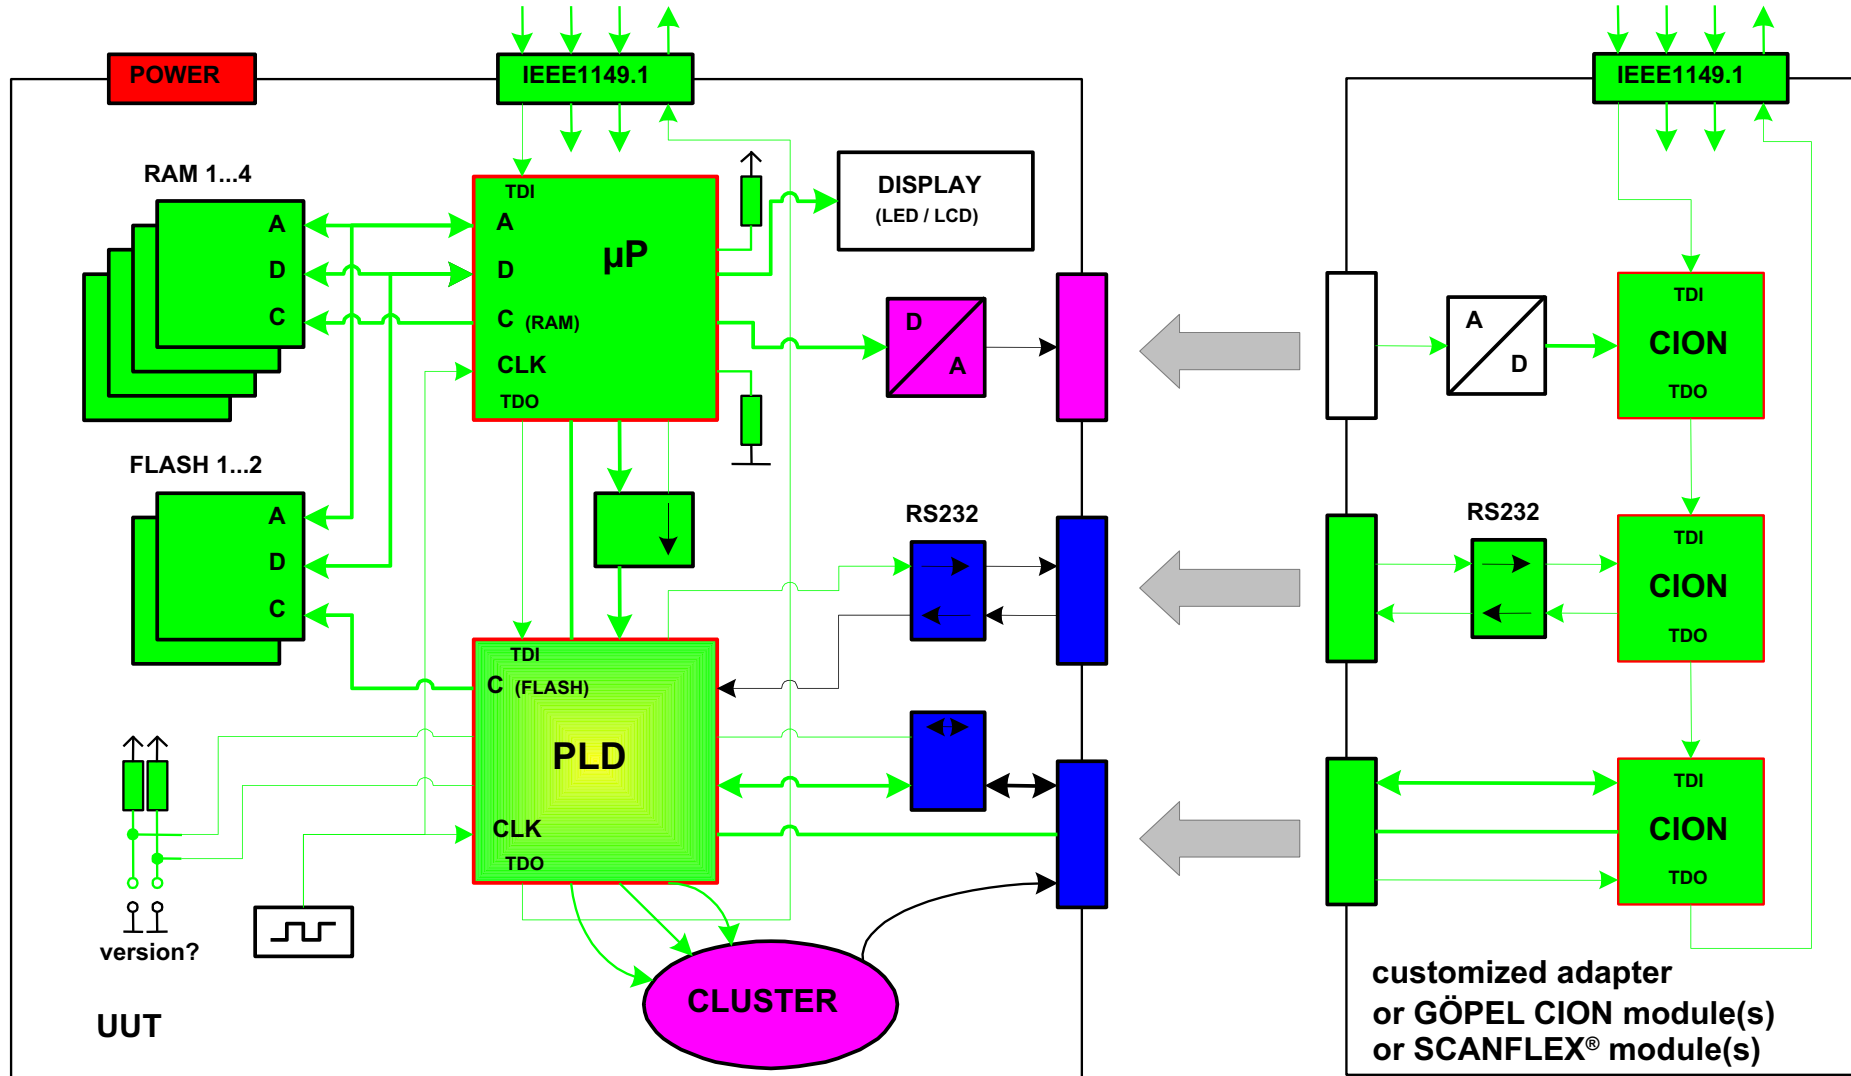 POWER
IEEE1149.1
IEEE1149.1
RAM 1...4
A
D
C
TDI
A
D
C (RAM)
CLK
TDO
µP
DISPLAY
(LED / LCD)
D
A
A
D
TDI
CION
TDO
FLASH 1...2
A
D
C
RS232
RS232
TDI
CION
TDO
TDI
C (FLASH)
PLD
CLK
TDO
TDI
CION
TDO
version?
CLUSTER
UUT
customized adapter
or GÖPEL CION module(s)
or SCANFLEX® module(s)